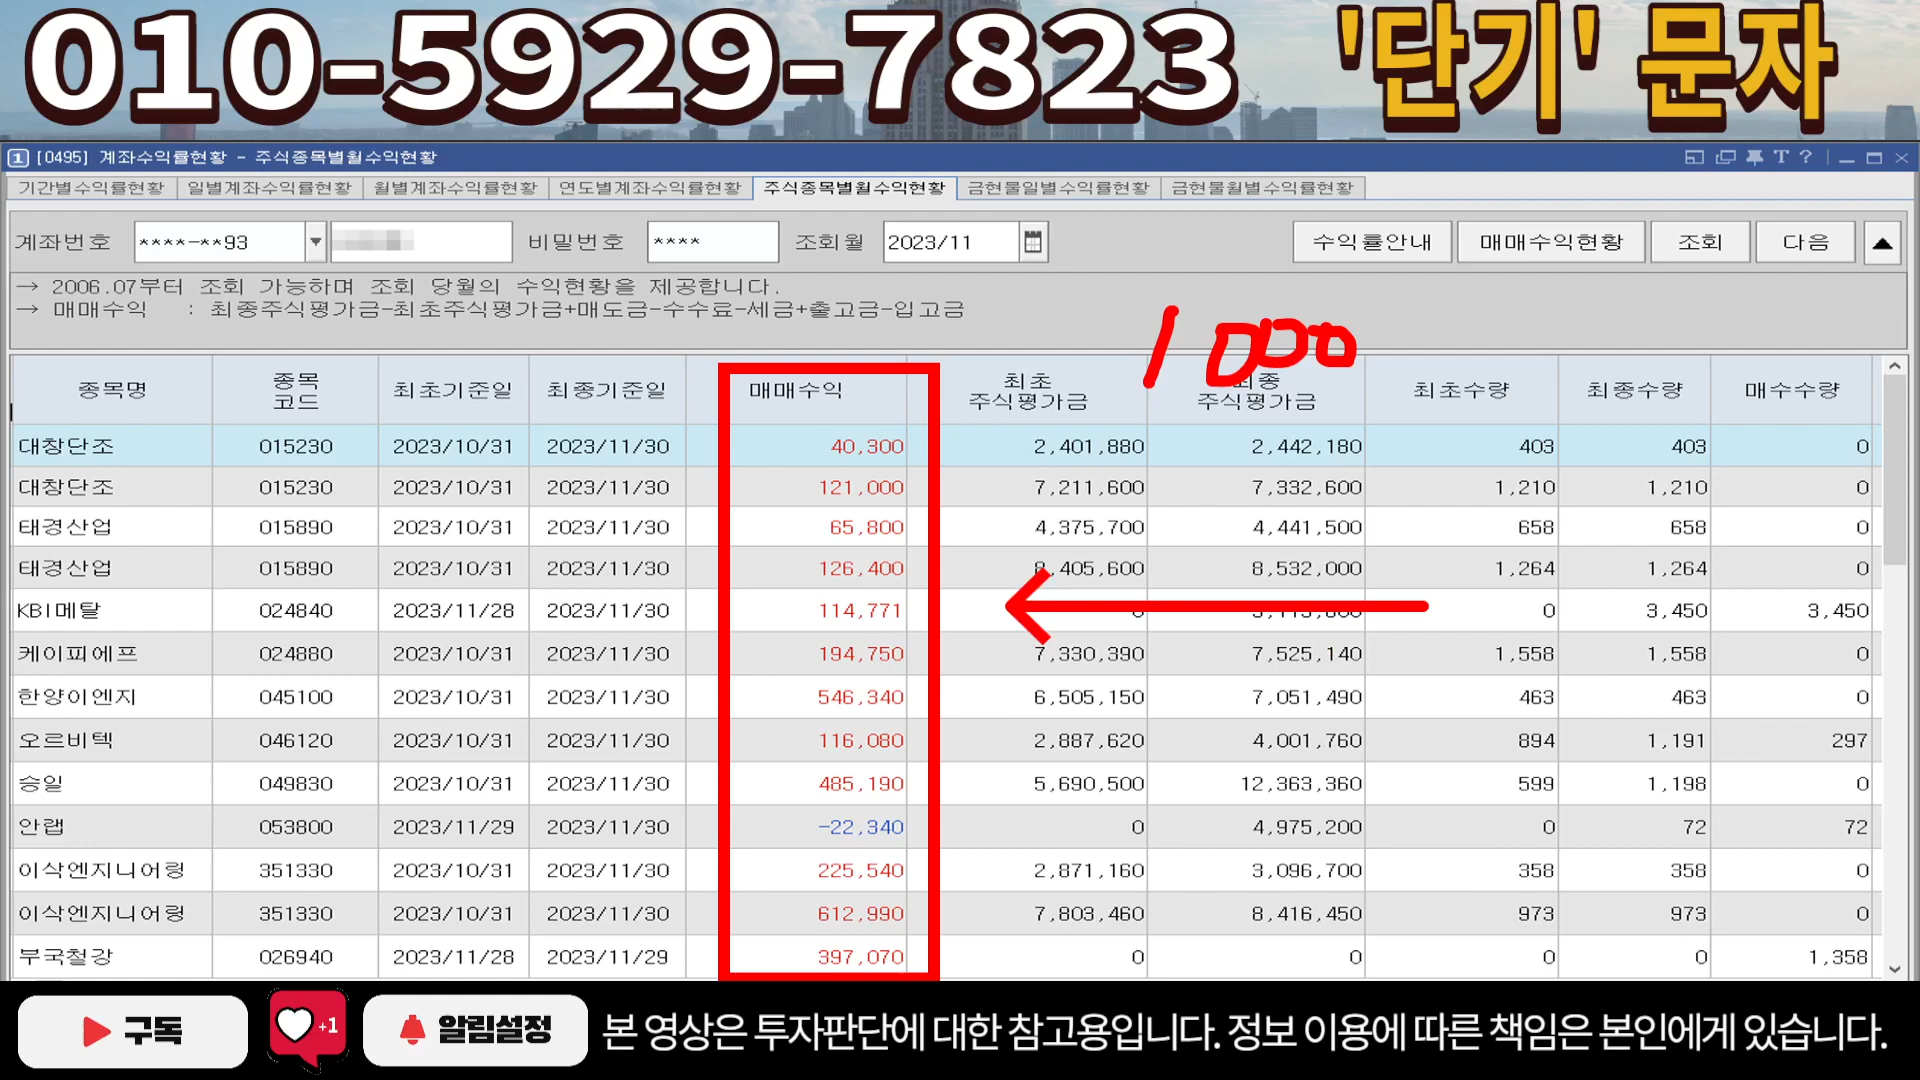 010-5929-7823 '단기' 문자
1 [0495] 계좌수익률현황 - 주식종목별월수익현황
기간별수익률현황 일별계좌수익률현황 월별계좌수익률현황 연도별계좌수익률현황 주식종목별월수익현황 금현물일별수익률현황 금현물월별수익률현황
계좌번호 ****-**93 비밀번호 **** 조회월 2023/11 수익률안내 매매수익현황 조회 다음
→ 2006.07부터 조회 가능하며 조회 당월의 수익현황을 제공합니다.
→ 매매수익 : 최종주식평가금-최초주식평가금+매도금-수수료-세금+출고금-입고금
1000
종목명 종목 코드 최초기준일 최종기준일 매매수익 최초 주식평가금 최종 주식평가금 최초수량 최종수량 매수수량
대창단조 015230 2023/10/31 2023/11/30 40,300 2,401,880 2,442,180 403 403 0
대창단조 015230 2023/10/31 2023/11/30 121,000 7,211,600 7,332,600 1,210 1,210 0
태경산업 015890 2023/10/31 2023/11/30 65,800 4,375,700 4,441,500 658 658 0
태경산업 015890 2023/10/31 2023/11/30 126,400 8,405,600 8,532,000 1,264 1,264 0
KBI메탈 024840 2023/11/28 2023/11/30 114,771 0 0 3,450 3,450
케이피에프 024880 2023/10/31 2023/11/30 194,750 7,330,390 7,525,140 1,558 1,558 0
한양이엔지 045100 2023/10/31 2023/11/30 546,340 6,505,150 7,051,490 463 463 0
오르비텍 046120 2023/10/31 2023/11/30 116,080 2,887,620 4,001,760 894 1,191 297
승일 049830 2023/10/31 2023/11/30 485,190 5,690,500 12,363,360 599 1,198 0
안랩 053800 2023/11/29 2023/11/30 -22,340 0 4,975,200 0 72 72
이삭엔지니어링 351330 2023/10/31 2023/11/30 225,540 2,871,160 3,096,700 358 358 0
이삭엔지니어링 351330 2023/10/31 2023/11/30 612,990 7,803,460 8,416,450 973 973 0
부국철강 026940 2023/11/28 2023/11/29 397,070 0 0 0 0 1,358
구독 +1 알림설정 본 영상은 투자판단에 대한 참고용입니다. 정보 이용에 따른 책임은 본인에게 있습니다.